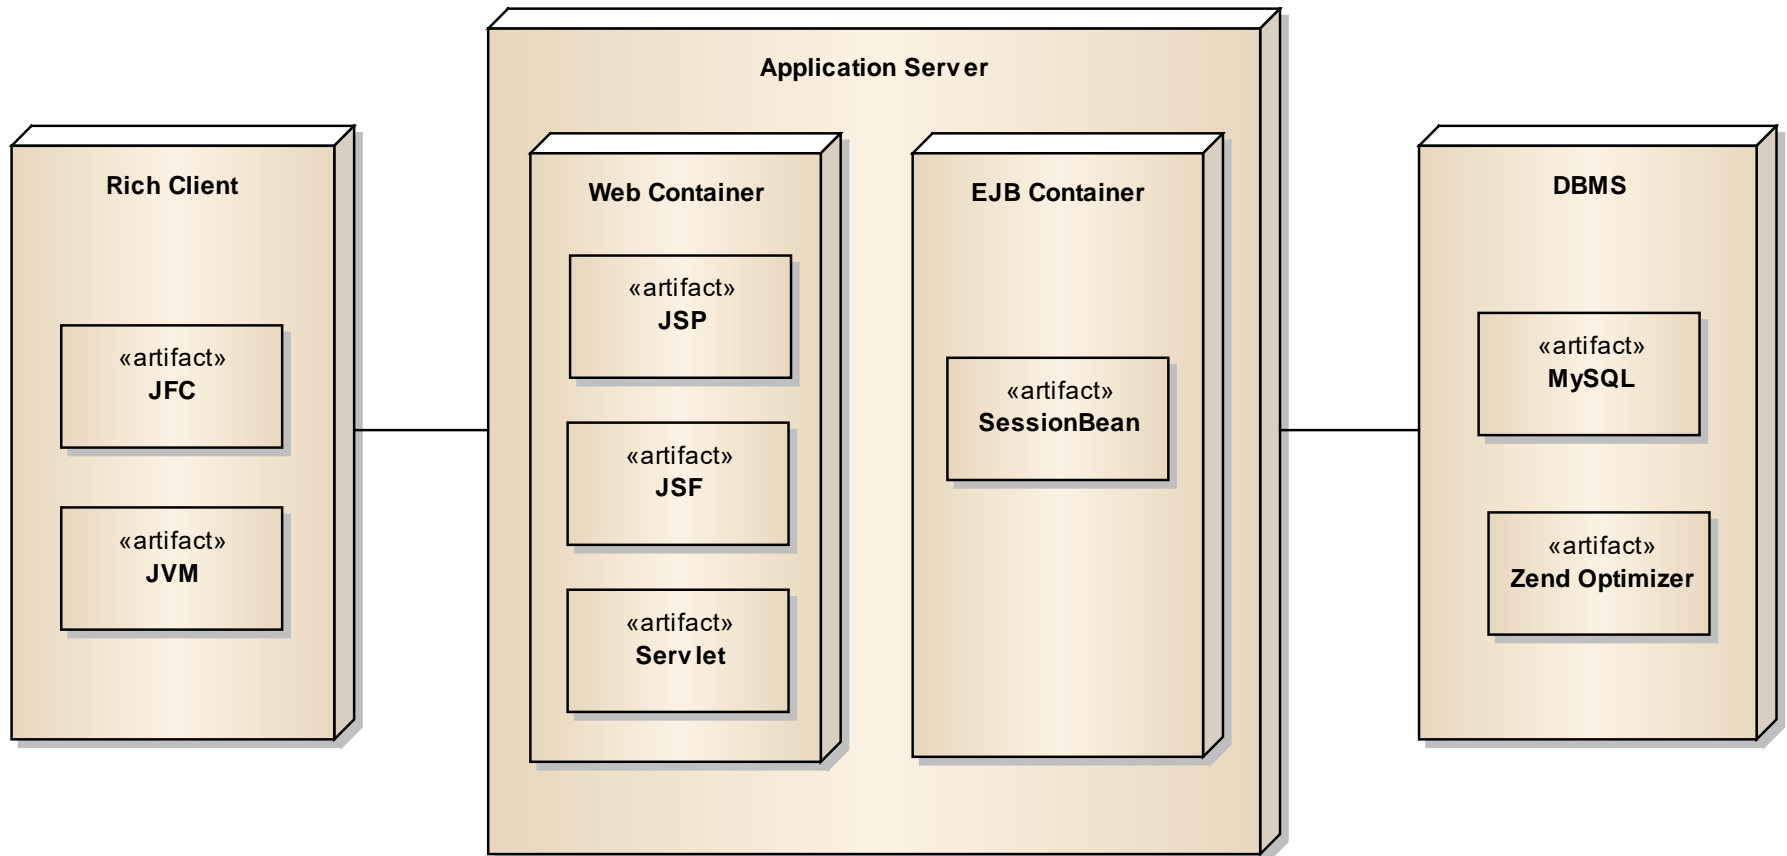 Application Server
Rich Client
«artifact»
JFC
«artifact»
JVM
Web Container
«artifact»
JSP
«artifact»
JSF
«artifact»
Servlet
EJB Container
«artifact»
SessionBean
DBMS
«artifact»
MySQL
«artifact»
Zend Optimizer